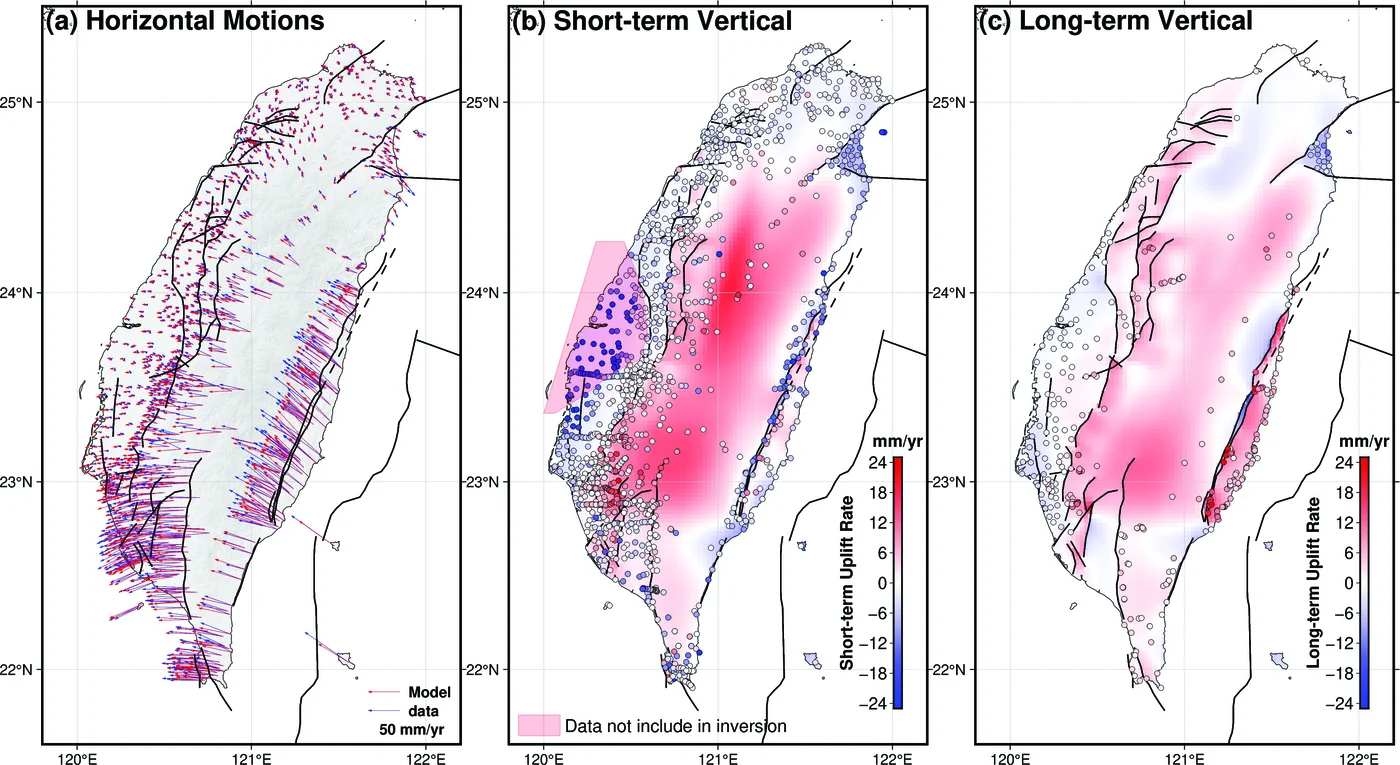 (a) Horizontal Motions
25°N
24°N
23°N
22°N
120°E
121°E
122°E
Model
data
50 mm/yr
(b) Short-term Vertical
25°N
24°N
23°N
22°N
120°E
121°E
122°E
mm/yr
24
18
12
6
0
−6
−12
−18
−24
Short-term Uplift Rate
Data not include in inversion
(c) Long-term Vertical
25°N
24°N
23°N
22°N
120°E
121°E
122°E
mm/yr
24
18
12
6
0
−6
−12
−18
−24
Long-term Uplift Rate